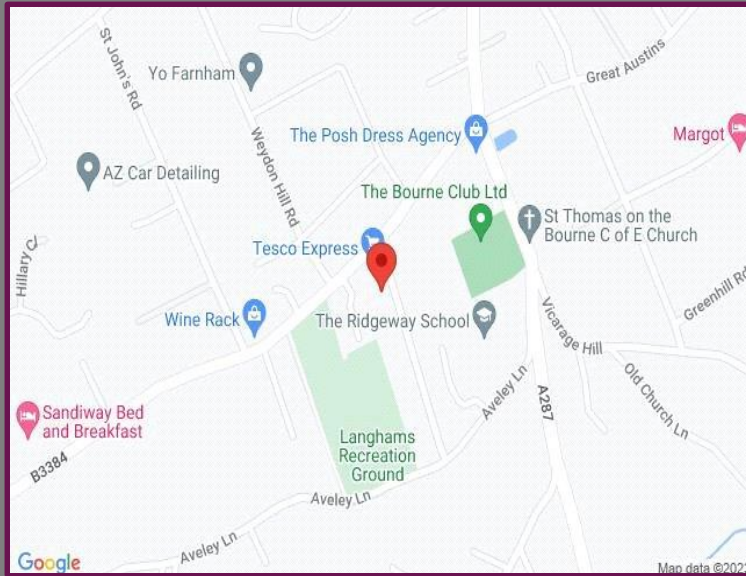 St John's Rd
Yo Farnham
Great Austins
Weydon Hill Rd
The Posh Dress Agency
Margot
AZ Car Detailing
The Bourne Club Ltd
St Thomas on the
Bourne C of E Church
Tesco Express
Hillary Cl
Greenhill Rd
Wine Rack
The Ridgeway School
Vicarage Hill
Aveley Ln
Old Church Ln
A287
Sandiway Bed
and Breakfast
Langhams
Recreation
Ground
B3384
Aveley Ln
Aveley Ln
Google